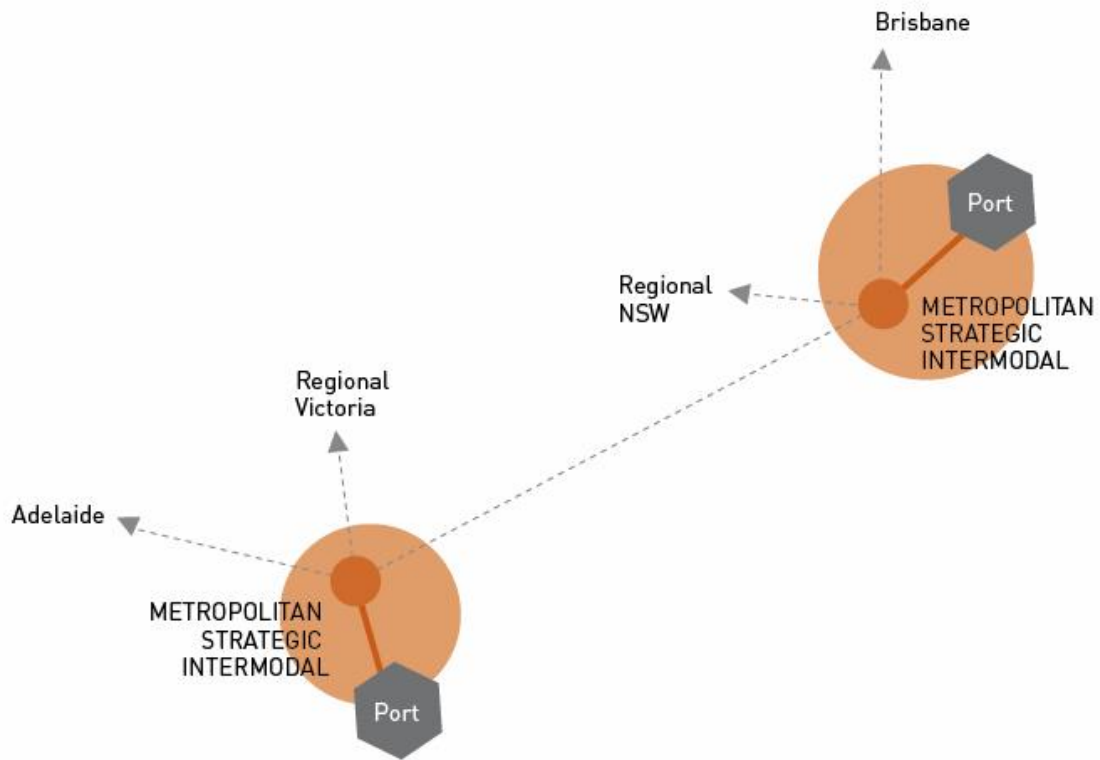 Brisbane
Port
Regional
NSW
METROPOLITAN
STRATEGIC
INTERMODAL
Regional
Victoria
Adelaide
METROPOLITAN
STRATEGIC
INTERMODAL
Port